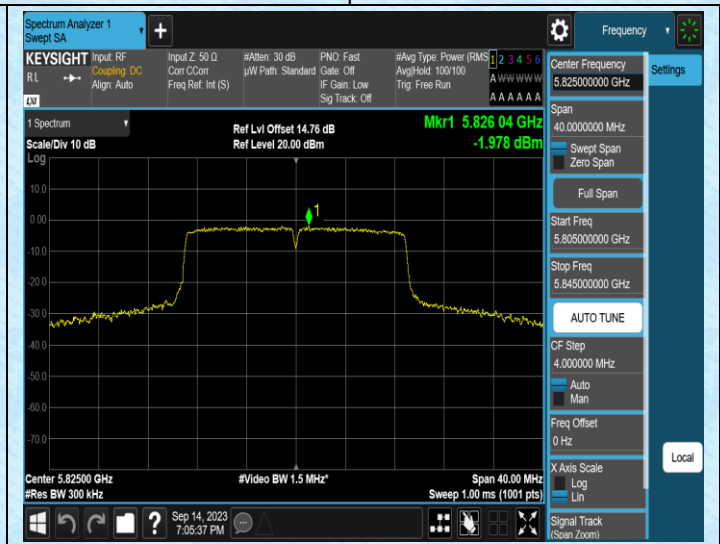 Spectrum Analyzer 1
Swept SA
Frequency
KEYSIGHT
RL
LXI
Input: RF
Coupling: DC
Align: Auto
Input Z: 50 Ω
Corr CCorr
Freq Ref: Int (S)
#Atten: 30 dB
µW Path: Standard
PNO: Fast
Gate: Off
IF Gain: Low
Sig Track: Off
#Avg Type: Power (RMS
Avg|Hold: 100/100
Trig: Free Run
1 2 3 4 5 6
A W W W W W
A A A A A A
1 Spectrum
Scale/Div 10 dB
Log
Ref Lvl Offset 14.76 dB
Ref Level 20.00 dBm
Mkr1 5.826 04 GHz
-1.978 dBm
10.0
0.00
-10.0
-20.0
-30.0
-40.0
-50.0
-60.0
-70.0
1
Center 5.82500 GHz
#Res BW 300 kHz
#Video BW 1.5 MHz*
Span 40.00 MHz
Sweep 1.00 ms (1001 pts)
?
Sep 14, 2023
7:05:37 PM
Center Frequency
5.825000000 GHz
Span
40.0000000 MHz
Swept Span
Zero Span
Full Span
Start Freq
5.805000000 GHz
Stop Freq
5.845000000 GHz
AUTO TUNE
CF Step
4.000000 MHz
Auto
Man
Freq Offset
0 Hz
X Axis Scale
Log
Lin
Signal Track
(Span Zoom)
Settings
Local